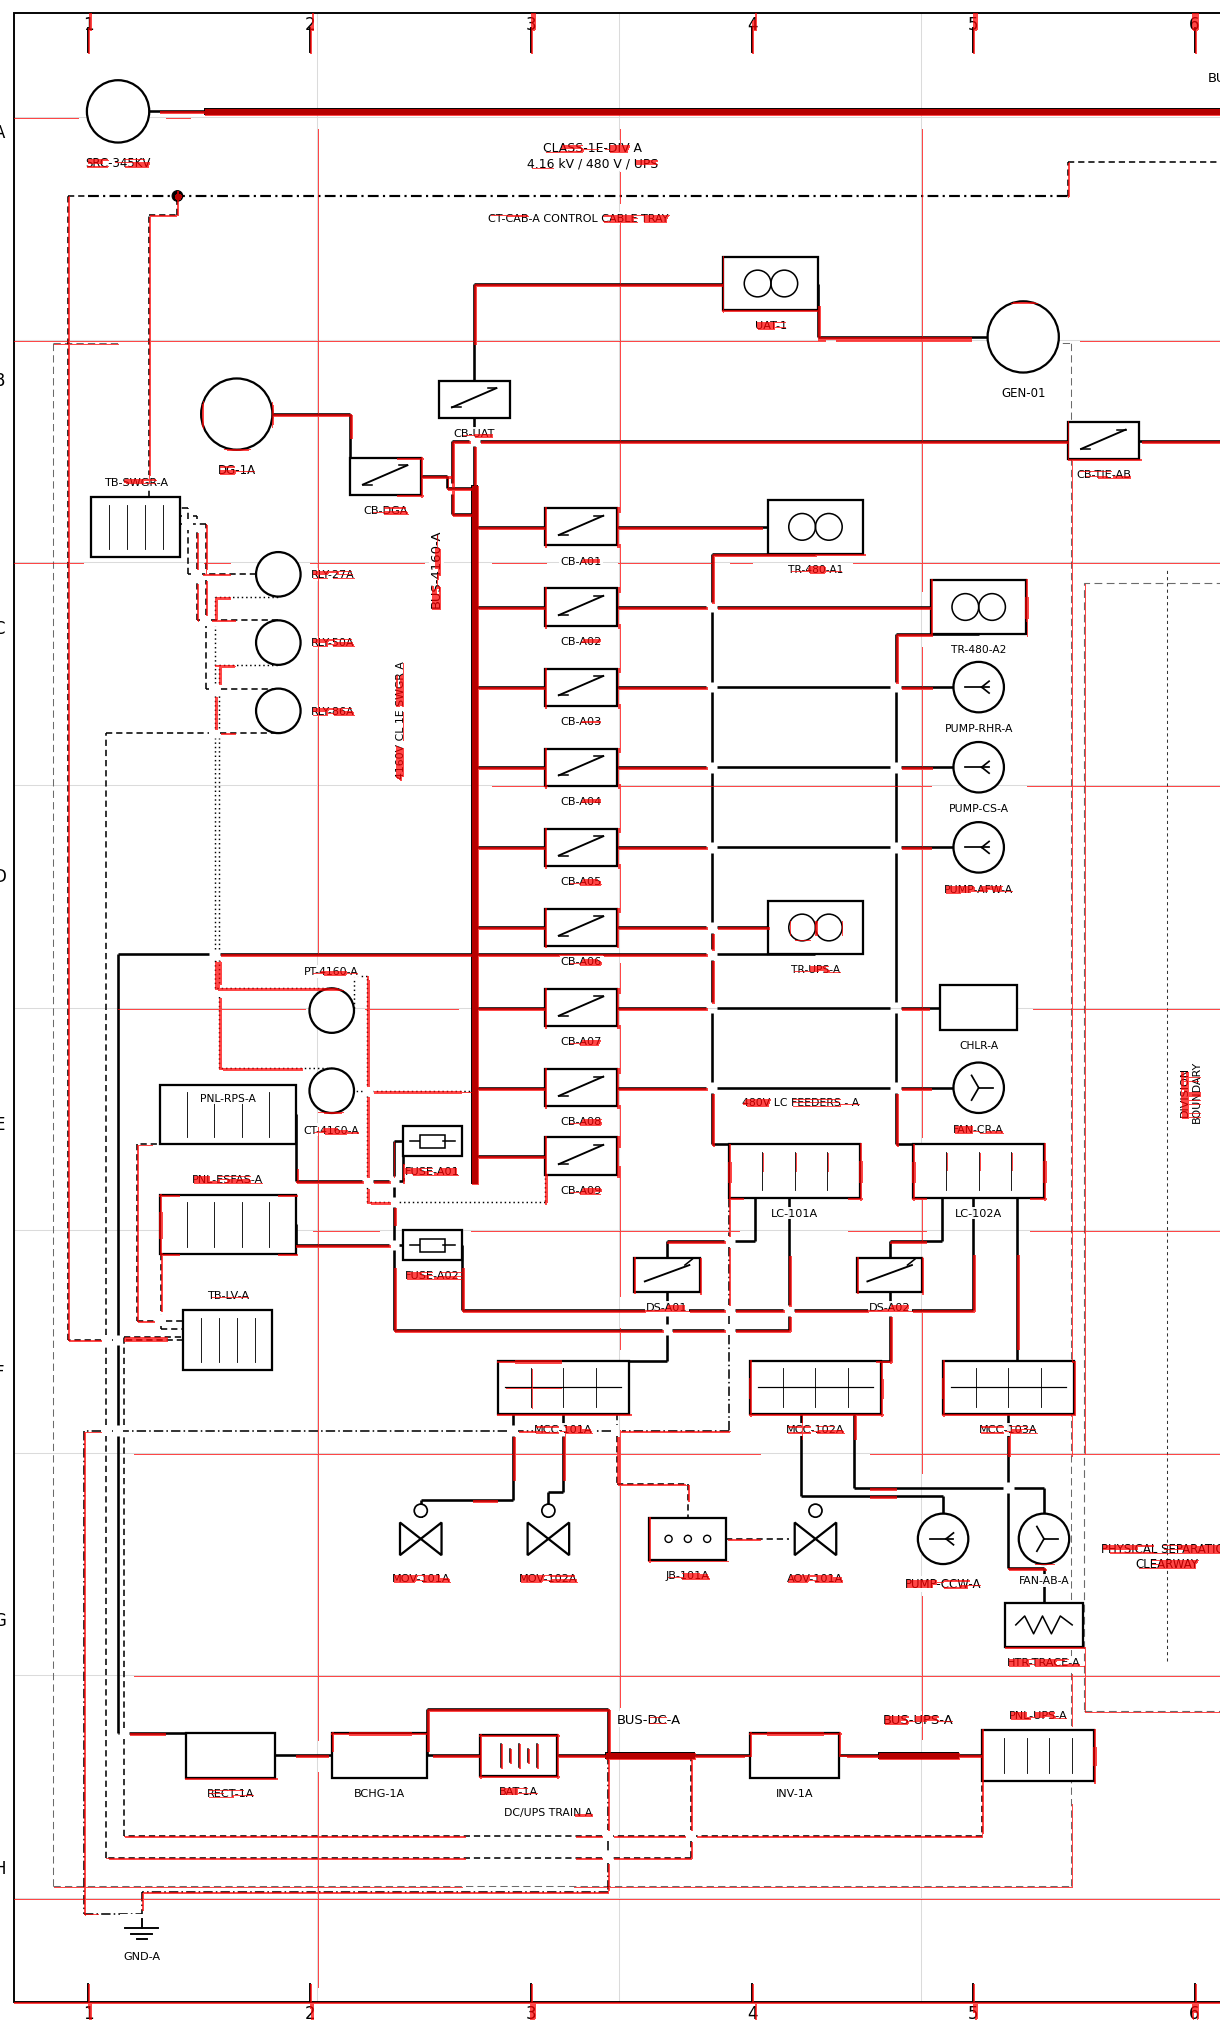 1 2 3 4 5 6
BU
A
SRC-345KV
CLASS-1E-DIV A
4.16 kV / 480 V / UPS
CT-CAB-A CONTROL CABLE TRAY
UAT-1
B
GEN-01
CB-UAT
DG-1A
CB-TIE-AB
TB-SWGR-A
CB-DGA
BUS-4160-A
CB-A01
TR-480-A1
RLY-27A
C
CB-A02
RLY-50A
TR-480-A2
4160V CL 1E SWGR A
RLY-86A
CB-A03
PUMP-RHR-A
CB-A04
PUMP-CS-A
D
CB-A05
PUMP-AFW-A
CB-A06
PT-4160-A
TR-UPS-A
CB-A07
CHLR-A
DIVISION
BOUNDARY
PNL-RPS-A
480V LC FEEDERS - A
CB-A08
E
CT-4160-A
FAN-CR-A
FUSE-A01
PNL-ESFAS-A
CB-A09
LC-101A
LC-102A
FUSE-A02
TB-LV-A
DS-A01
DS-A02
F
MCC-101A
MCC-102A
MCC-103A
PHYSICAL SEPARATIO
CLEARWAY
MOV-101A
MOV-102A
JB-101A
AOV-101A
PUMP-CCW-A
FAN-AB-A
G
HTR-TRACE-A
BUS-DC-A
BUS-UPS-A
PNL-UPS-A
RECT-1A
BCHG-1A
BAT-1A
INV-1A
DC/UPS TRAIN A
H
GND-A
1 2 3 4 5 6